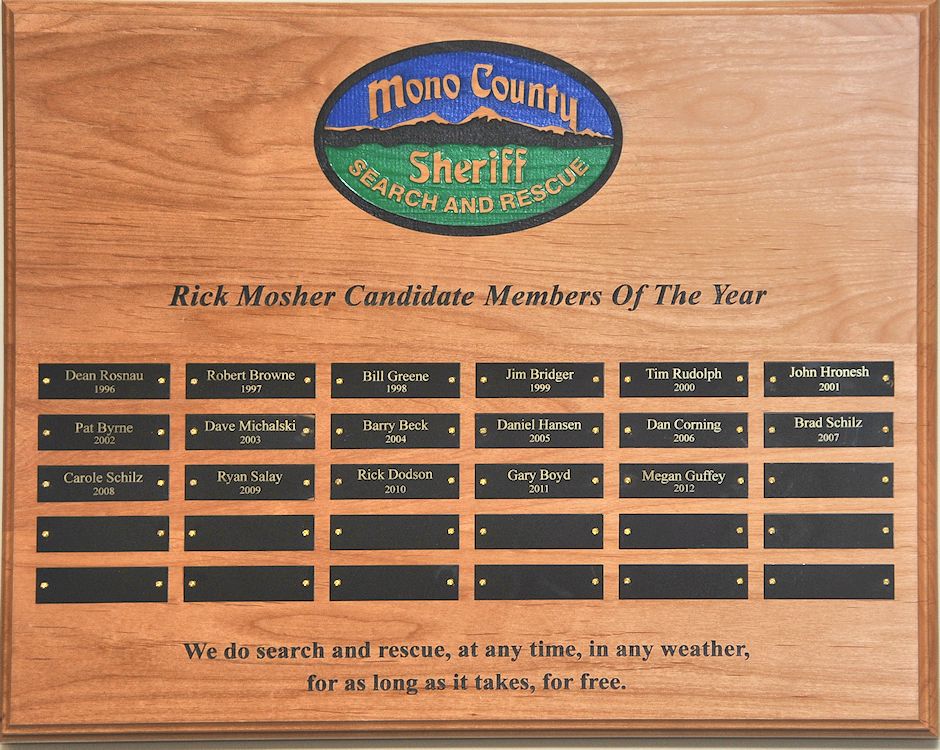 Mono County
Sheriff
SEARCH AND RESCUE
Rick Mosher Candidate Members Of The Year
Dean Rosnau
1996
Robert Browne
1997
Bill Greene
1998
Jim Bridger
1999
Tim Rudolph
2000
John Hronesh
2001
Pat Byrne
2002
Dave Michalski
2003
Barry Beck
2004
Daniel Hansen
2005
Dan Corning
2006
Brad Schilz
2007
Carole Schilz
2008
Ryan Salay
2009
Rick Dodson
2010
Gary Boyd
2011
Megan Guffey
2012
We do search and rescue, at any time, in any weather,
for as long as it takes, for free.